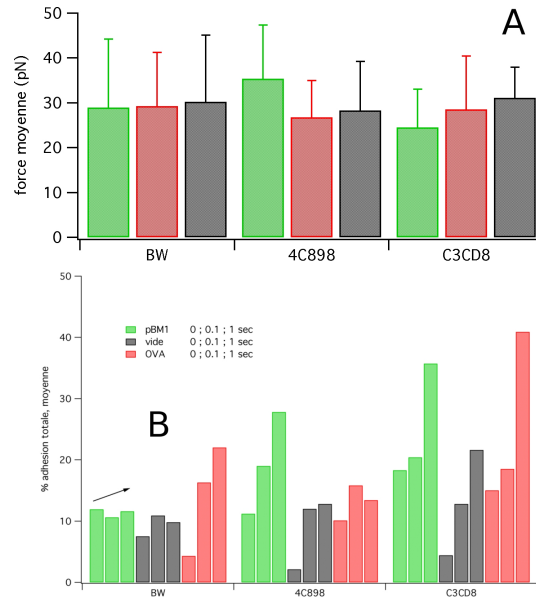 A
force moyenne (pN)
50
40
30
20
10
0
BW 4C898 C3CD8
B
% adhesion totale, moyenne
50
40
30
20
10
0
pBM1 0 ; 0.1 ; 1 sec
vide 0 ; 0.1 ; 1 sec
OVA 0 ; 0.1 ; 1 sec
BW 4C898 C3CD8